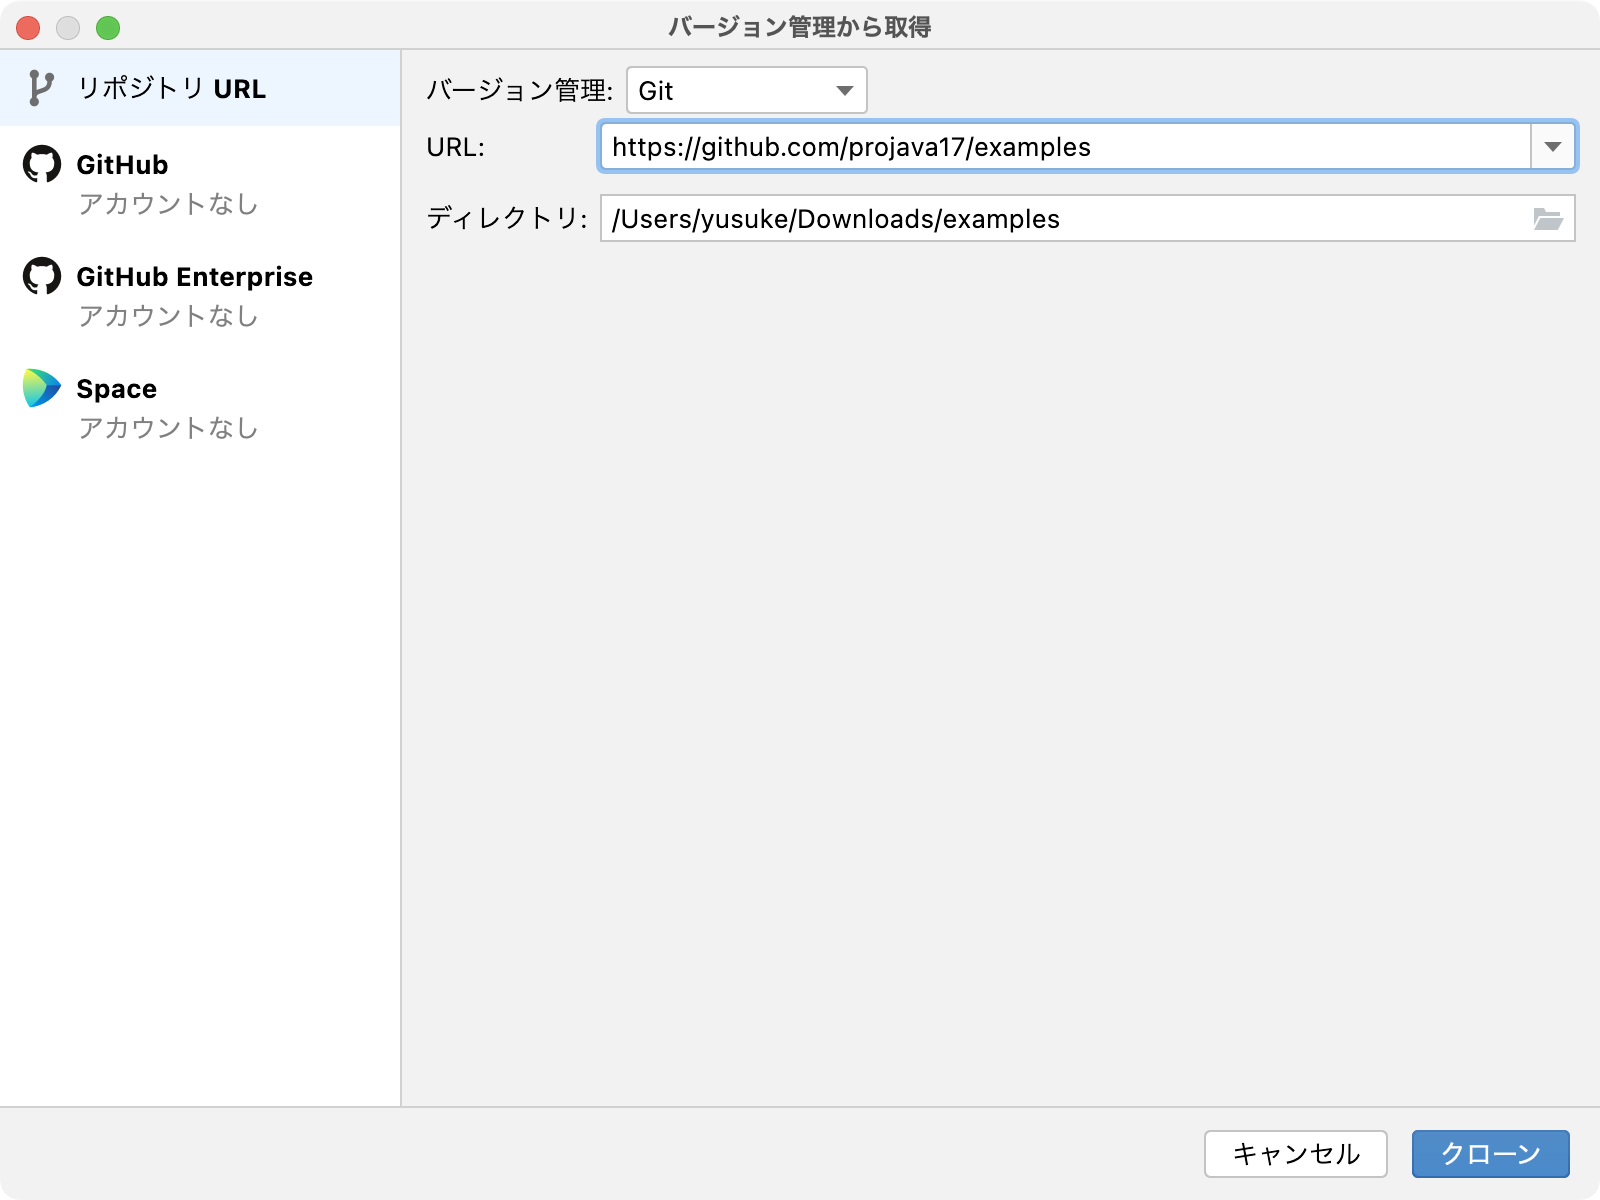 バージョン管理から取得
リポジトリ URL
GitHub
アカウントなし
GitHub Enterprise
アカウントなし
Space
アカウントなし
バージョン管理: Git
URL: https://github.com/projava17/examples
ディレクトリ: /Users/yusuke/Downloads/examples
キャンセル クローン